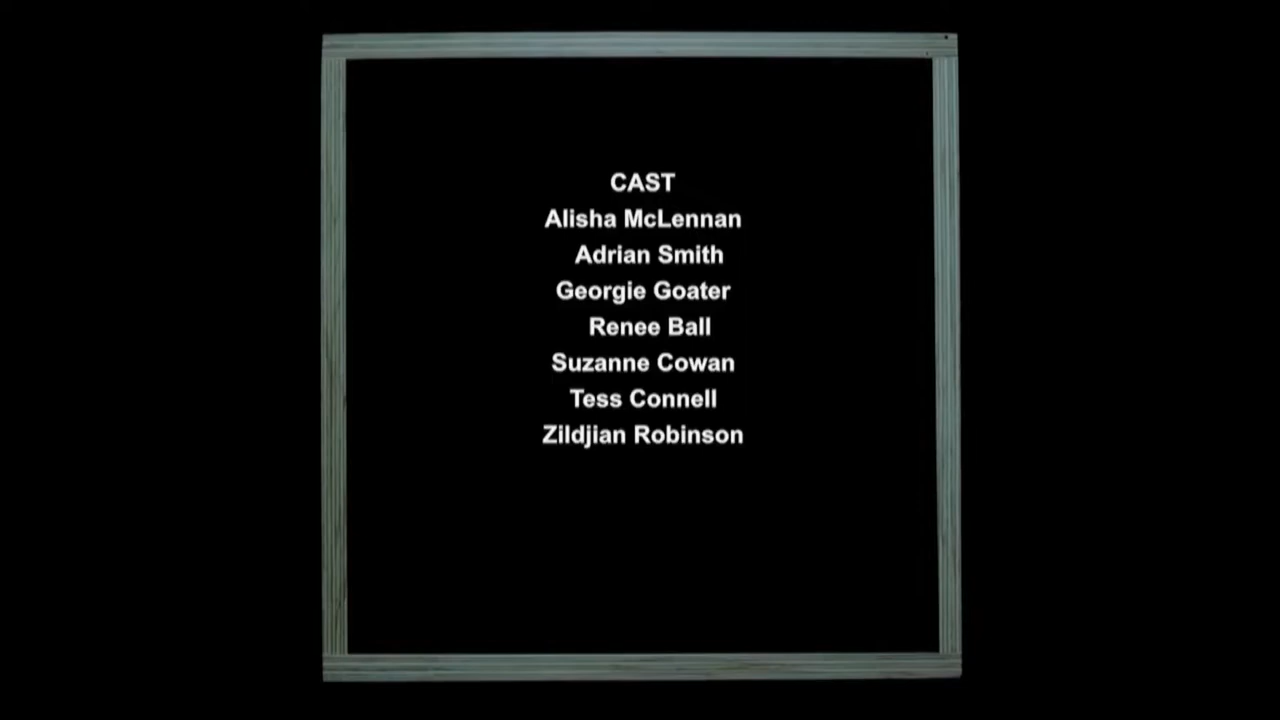 CAST
Alisha McLennan
Adrian Smith
Georgie Goater
Renee Ball
Suzanne Cowan
Tess Connell
Zildjian Robinson